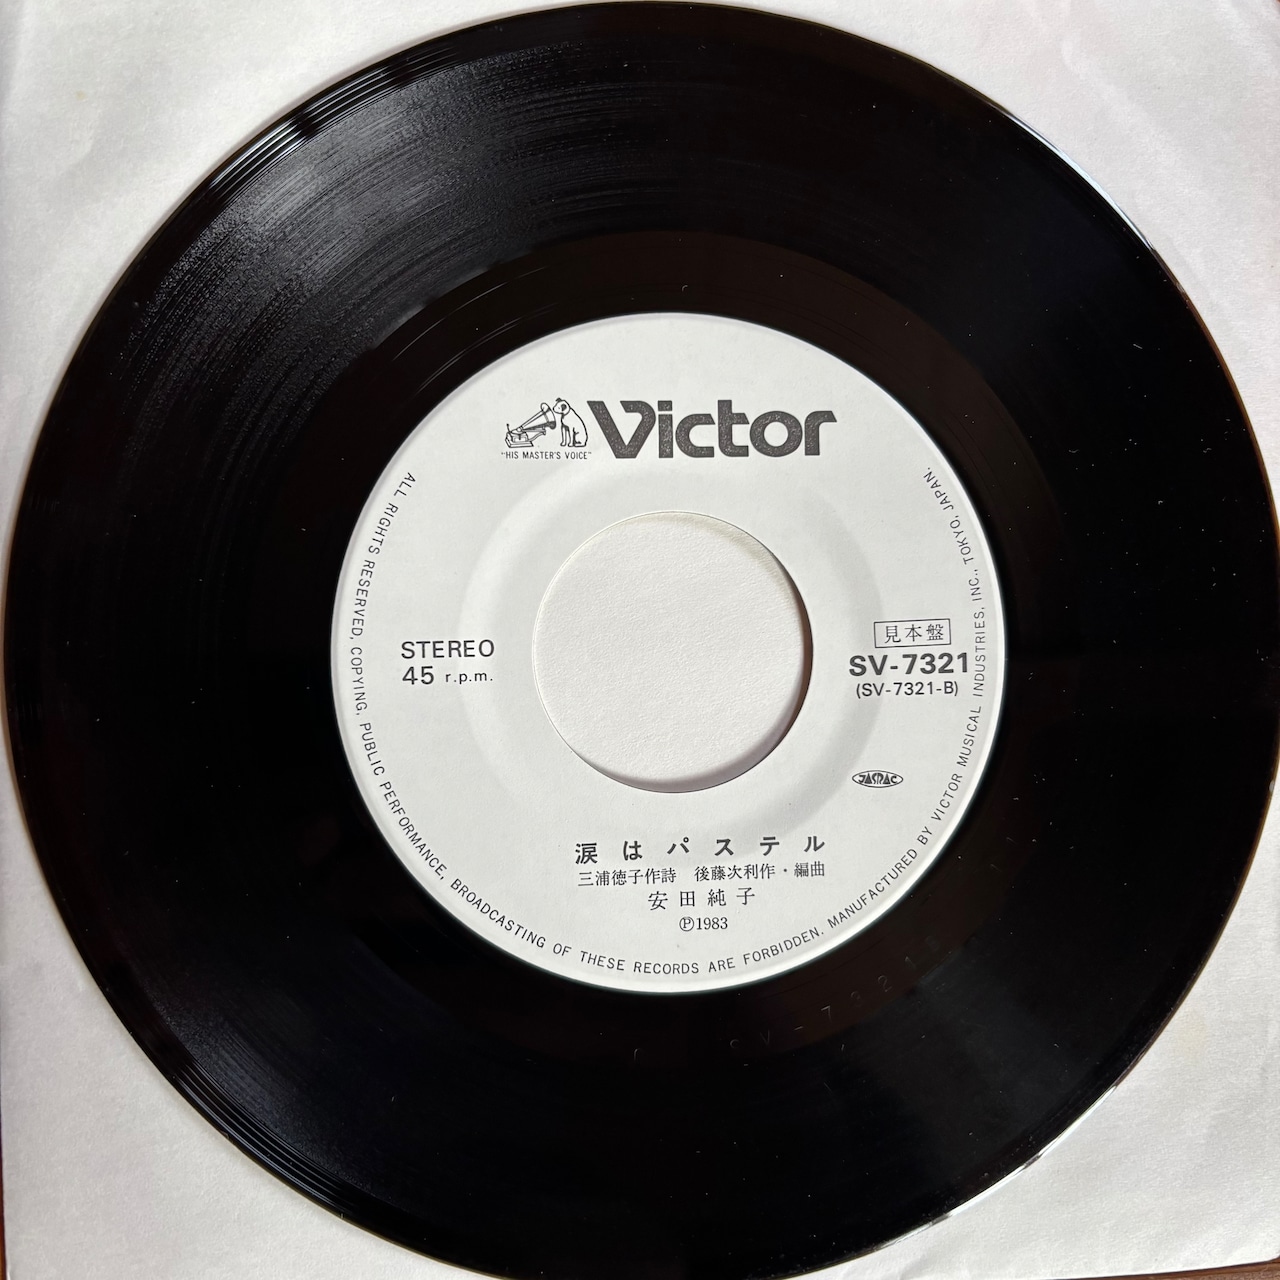 "HIS MASTER'S VOICE"
Victor
STEREO
45 r.p.m.
見本盤
SV-7321
(SV-7321-B)
JASRAC
涙はパステル
三浦徳子作詩 後藤次利作・編曲
安田純子
Ⓟ1983
ALL RIGHTS RESERVED, COPYING, PUBLIC PERFORMANCE, BROADCASTING OF THESE RECORDS ARE FORBIDDEN. MANUFACTURED BY VICTOR MUSICAL INDUSTRIES, INC., TOKYO, JAPAN.
SV-7321